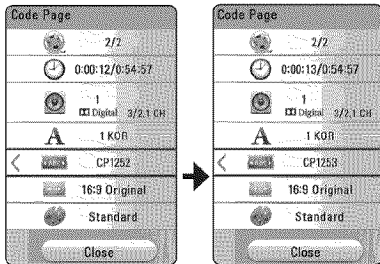 Code Page
2/2
0:00:12/0:54:57
1
DD Digital 3/2.1 CH
A 1 KOR
CP1252
16:9 Original
Standard
Close
Code Page
2/2
0:00:13/0:54:57
1
DD Digital 3/2.1 CH
A 1 KOR
CP1253
16:9 Original
Standard
Close